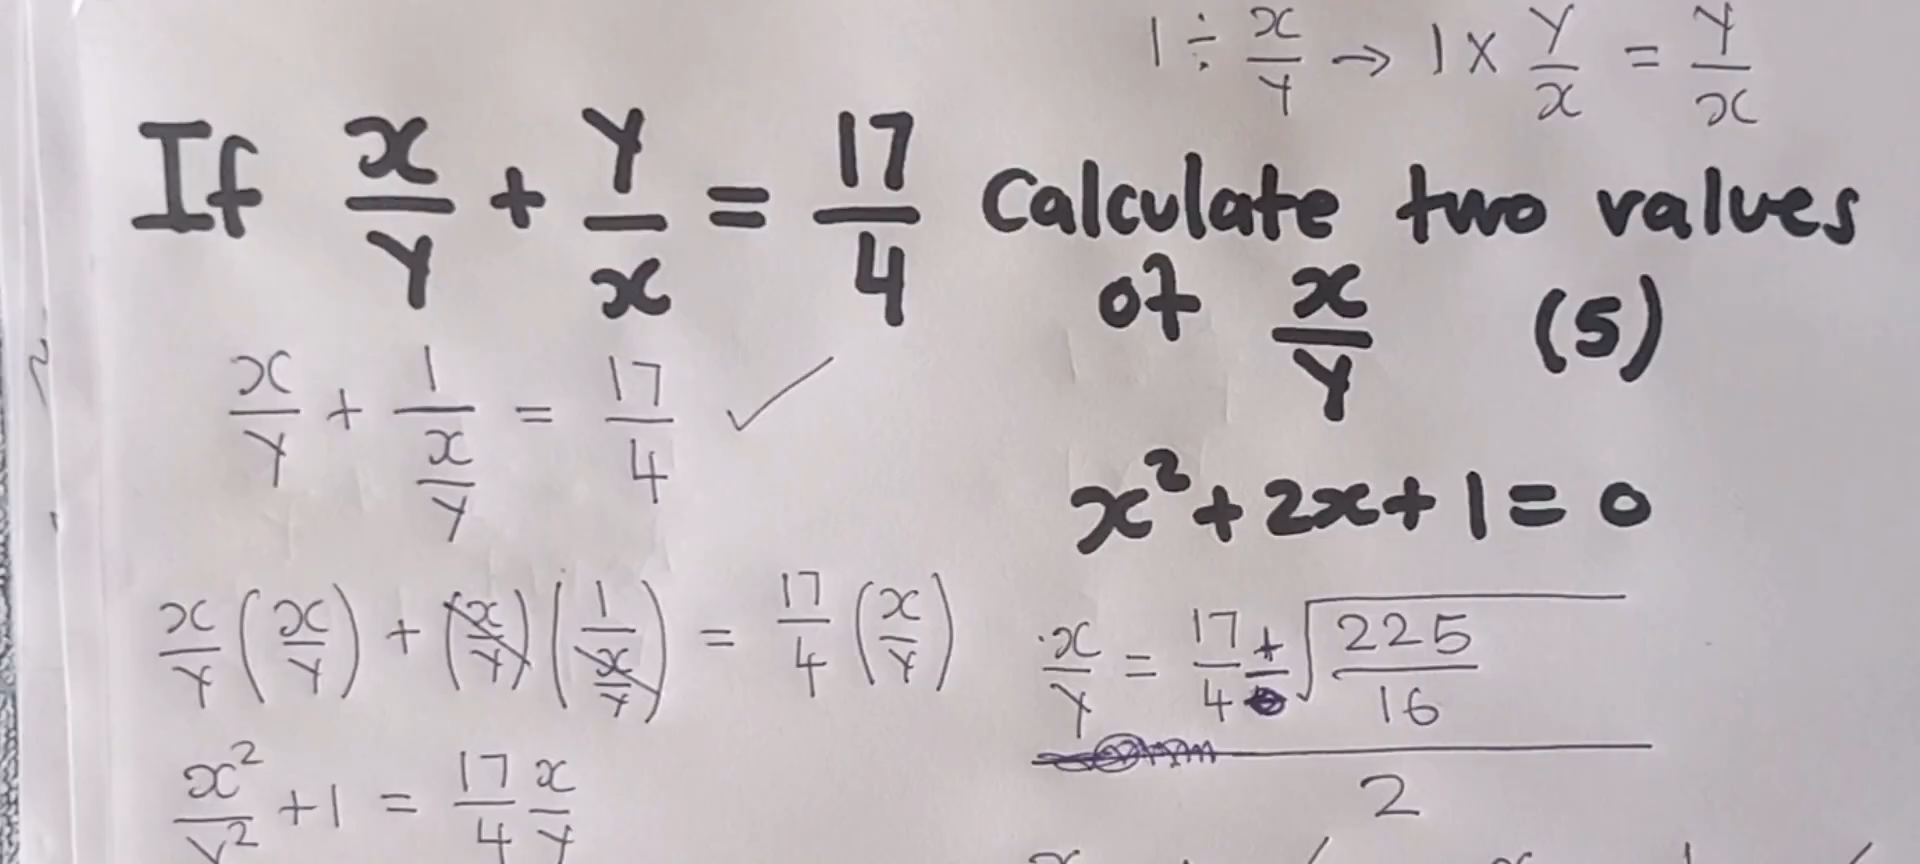 1 ÷ x/y → 1 × y/x = y/x
If x/y + y/x = 17/4 Calculate two values
of x/y (5)
x/y + 1/(x/y) = 17/4 ✓
x² + 2x + 1 = 0
x/y (x/y) + (x/y) (1/(x/y)) = 17/4 (x/y)
x/y = (17/4 ± √(225/16))/2
x²/y² + 1 = 17/4 x/y